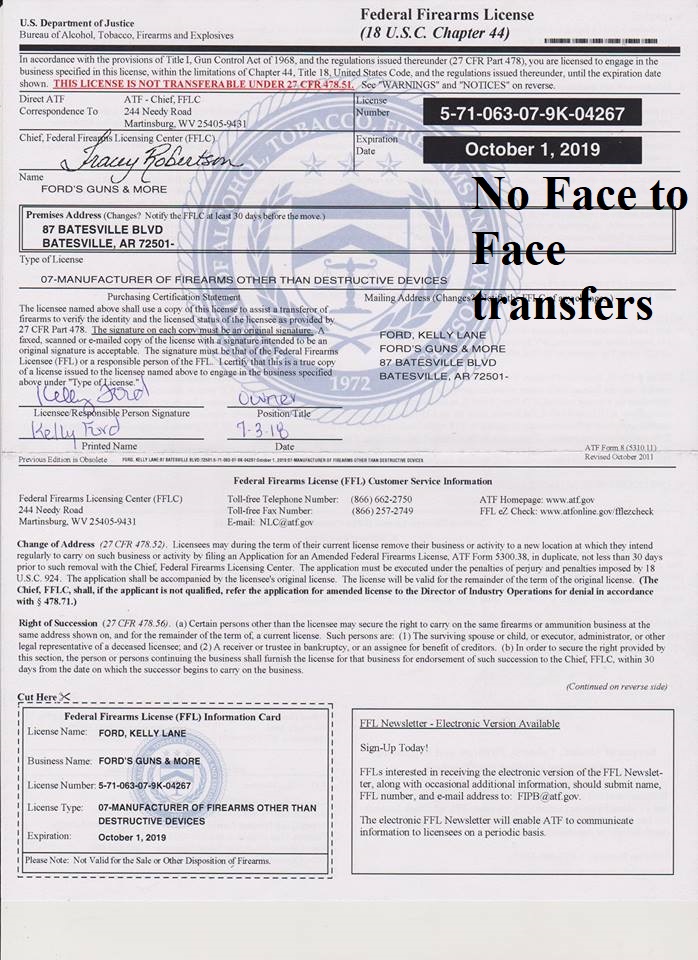 U.S. Department of Justice
Bureau of Alcohol, Tobacco, Firearms and Explosives
Federal Firearms License
(18 U.S.C. Chapter 44)
In accordance with the provisions of Title I, Gun Control Act of 1968, and the regulations issued thereunder (27 CFR Part 478), you are licensed to engage in the
business specified in this license, within the limitations of Chapter 44, Title 18, United States Code, and the regulations issued thereunder, until the expiration date
shown. THIS LICENSE IS NOT TRANSFERABLE UNDER 27 CFR 478.51. See "WARNINGS" and "NOTICES" on reverse.
Direct ATF
Correspondence To
ATF - Chief, FFLC
244 Needy Road
Martinsburg, WV 25405-9431
License
Number
5-71-063-07-9K-04267
Chief, Federal Firearms Licensing Center (FFLC)
Tracey Robertson
Expiration
Date
October 1, 2019
Name
FORD'S GUNS & MORE
No Face to
Face
transfers
Premises Address (Changes? Notify the FFLC at least 30 days before the move.)
87 BATESVILLE BLVD
BATESVILLE, AR 72501-
Type of License
07-MANUFACTURER OF FIREARMS OTHER THAN DESTRUCTIVE DEVICES
Purchasing Certification Statement
The licensee named above shall use a copy of this license to assist a transferor of
firearms to verify the identity and the licensed status of the licensee as provided by
27 CFR Part 478. The signature on each copy must be an original signature. A
faxed, scanned or e-mailed copy of the license with a signature intended to be an
original signature is acceptable. The signature must be that of the Federal Firearms
Licensee (FFL) or a responsible person of the FFL. I certify that this is a true copy
of a license issued to the licensee named above to engage in the business specified
above under "Type of License."
Mailing Address (Changes? Notify the FFLC of any changes.)
FORD, KELLY LANE
FORD'S GUNS & MORE
87 BATESVILLE BLVD
BATESVILLE, AR 72501-
1972
Kelly Ford
Owner
Licensee/Responsible Person Signature
Position/Title
Kelly Ford
7-3-18
Printed Name
Date
ATF Form 8 (5310.11)
Revised October 2011
Previous Edition is Obsolete
FORD, KELLY LANE:87 BATESVILLE BLVD:72501:5-71-063-07-9K-04267:October 1, 2019:07-MANUFACTURER OF FIREARMS OTHER THAN DESTRUCTIVE DEVICES
Federal Firearms License (FFL) Customer Service Information
Federal Firearms Licensing Center (FFLC)
244 Needy Road
Martinsburg, WV 25405-9431
Toll-free Telephone Number: (866) 662-2750
Toll-free Fax Number: (866) 257-2749
E-mail: NLC@atf.gov
ATF Homepage: www.atf.gov
FFL eZ Check: www.atfonline.gov/fflezcheck
Change of Address (27 CFR 478.52). Licensees may during the term of their current license remove their business or activity to a new location at which they intend
regularly to carry on such business or activity by filing an Application for an Amended Federal Firearms License, ATF Form 5300.38, in duplicate, not less than 30 days
prior to such removal with the Chief, Federal Firearms Licensing Center. The application must be executed under the penalties of perjury and penalties imposed by 18
U.S.C. 924. The application shall be accompanied by the licensee's original license. The license will be valid for the remainder of the term of the original license. (The
Chief, FFLC, shall, if the applicant is not qualified, refer the application for amended license to the Director of Industry Operations for denial in accordance
with § 478.71.)
Right of Succession (27 CFR 478.56). (a) Certain persons other than the licensee may secure the right to carry on the same firearms or ammunition business at the
same address shown on, and for the remainder of the term of, a current license. Such persons are: (1) The surviving spouse or child, or executor, administrator, or other
legal representative of a deceased licensee; and (2) A receiver or trustee in bankruptcy, or an assignee for benefit of creditors. (b) In order to secure the right provided by
this section, the person or persons continuing the business shall furnish the license for that business for endorsement of such succession to the Chief, FFLC, within 30
days from the date on which the successor begins to carry on the business.
(Continued on reverse side)
Cut Here
Federal Firearms License (FFL) Information Card
License Name: FORD, KELLY LANE
Business Name: FORD'S GUNS & MORE
License Number: 5-71-063-07-9K-04267
License Type: 07-MANUFACTURER OF FIREARMS OTHER THAN
DESTRUCTIVE DEVICES
Expiration: October 1, 2019
Please Note: Not Valid for the Sale or Other Disposition of Firearms.
FFL Newsletter - Electronic Version Available
Sign-Up Today!
FFLs interested in receiving the electronic version of the FFL Newslet-
ter, along with occasional additional information, should submit name,
FFL number, and e-mail address to: FIPB@atf.gov.
The electronic FFL Newsletter will enable ATF to communicate
information to licensees on a periodic basis.